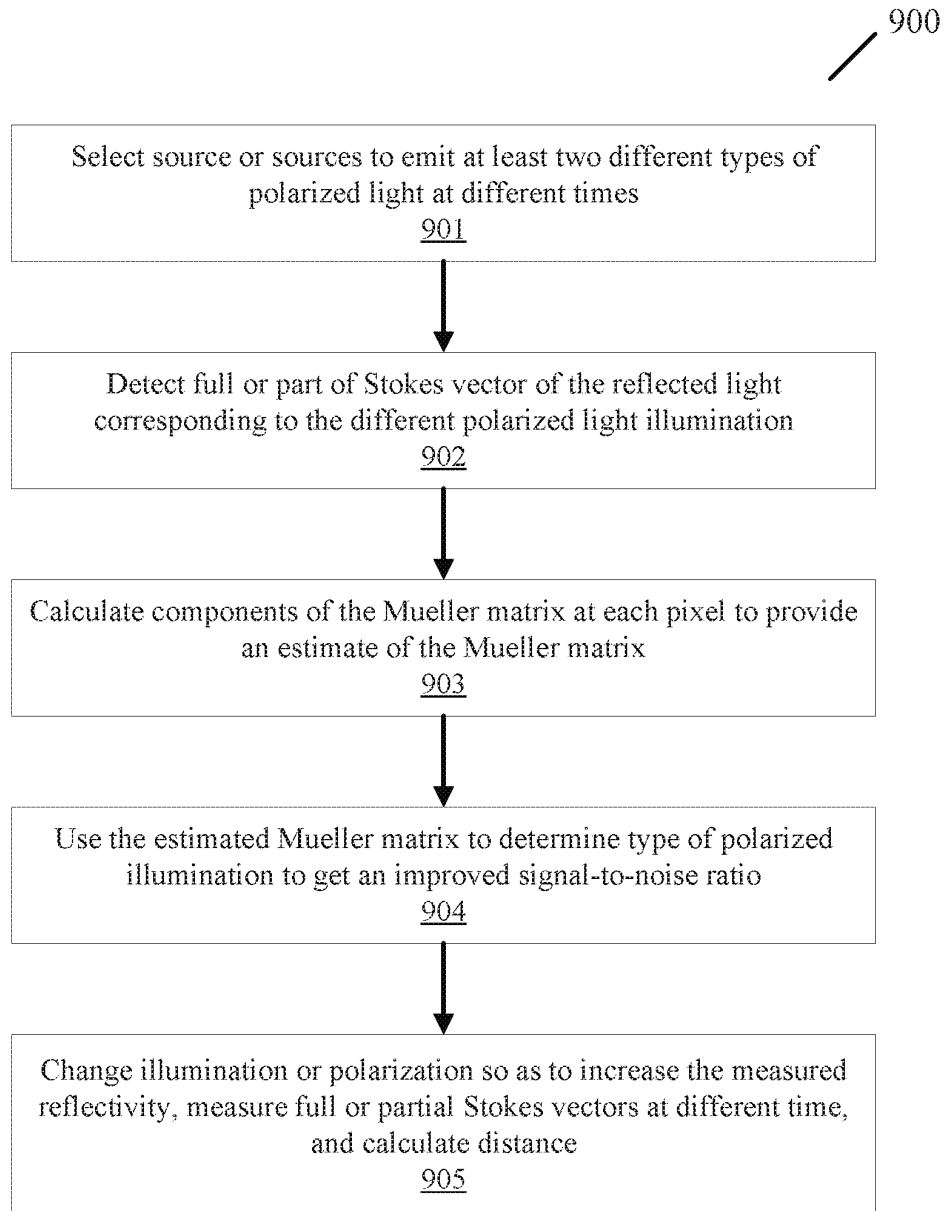 900
Select source or sources to emit at least two different types of
polarized light at different times
901
Detect full or part of Stokes vector of the reflected light
corresponding to the different polarized light illumination
902
Calculate components of the Mueller matrix at each pixel to provide
an estimate of the Mueller matrix
903
Use the estimated Mueller matrix to determine type of polarized
illumination to get an improved signal-to-noise ratio
904
Change illumination or polarization so as to increase the measured
reflectivity, measure full or partial Stokes vectors at different time,
and calculate distance
905